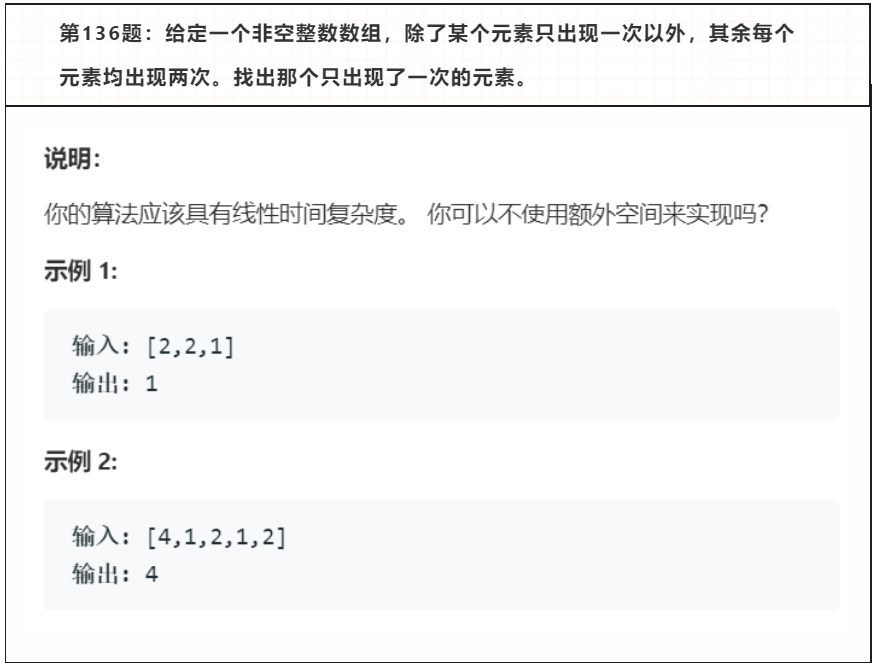 第136题：给定一个非空整数数组，除了某个元素只出现一次以外，其余每个
元素均出现两次。找出那个只出现了一次的元素。
说明：
你的算法应该具有线性时间复杂度。 你可以不使用额外空间来实现吗？
示例 1:
输入: [2,2,1]
输出: 1
示例 2:
输入: [4,1,2,1,2]
输出: 4